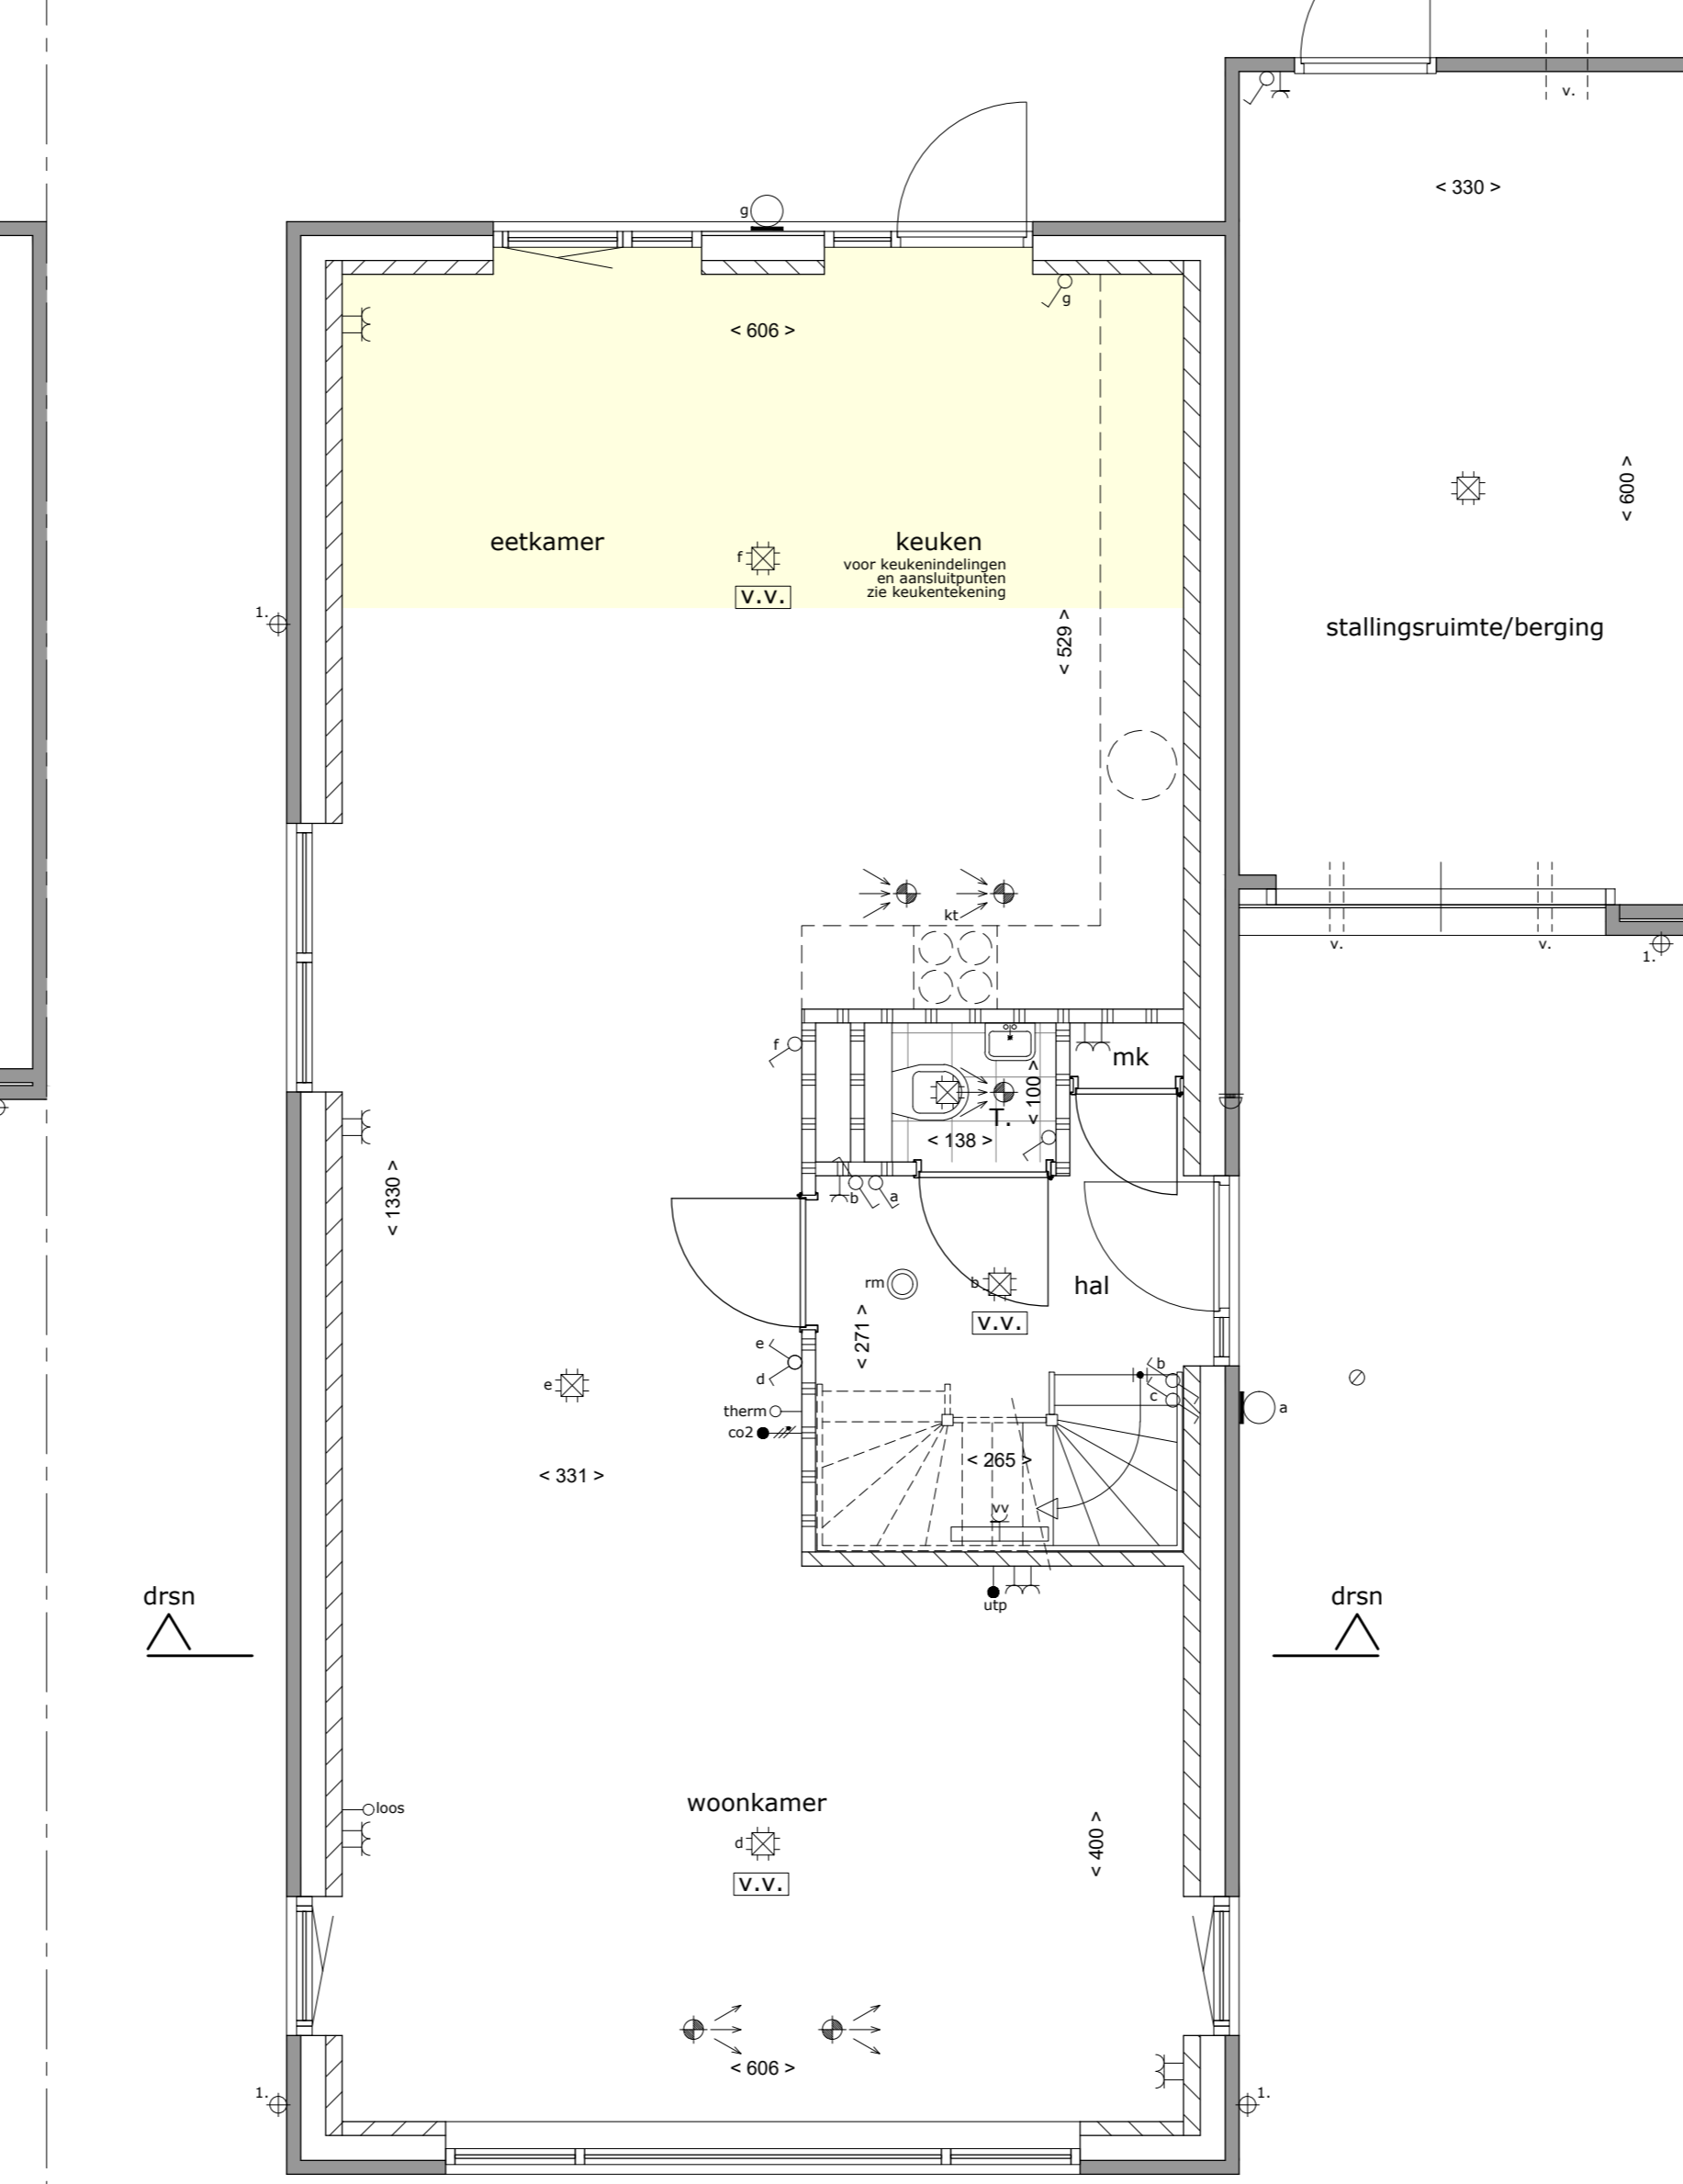 v.
< 330 >
g
g
< 606 >
< 600 >
eetkamer
keuken
f
voor keukenindelingen
en aansluitpunten
zie keukentekening
v.v.
1.
< 529 >
stallingsruimte/berging
kt
v.
v.
1.
f
mk
< 100 >
T.
< 138 >
< 1330 >
b
a
rm
b
hal
v.v.
< 271 >
e
d
b
c
e
therm
a
co2
< 331 >
< 265 >
vv
drsn
utp
drsn
woonkamer
loos
d
< 400 >
v.v.
< 606 >
1.
1.